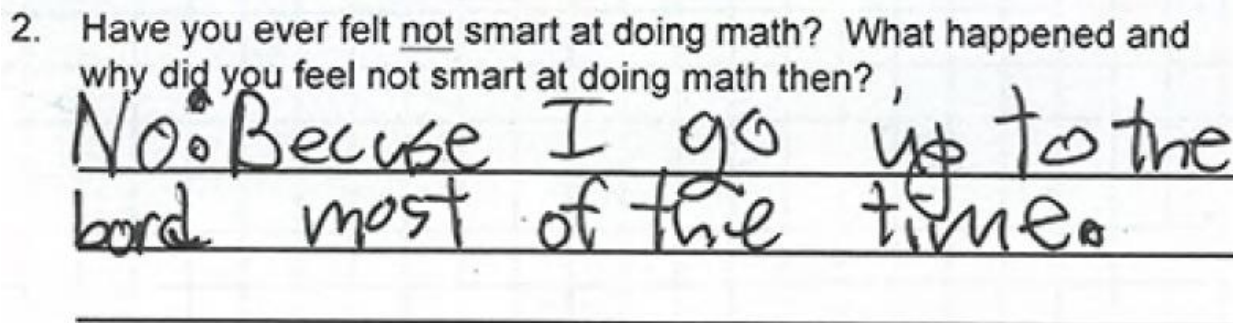 2. Have you ever felt not smart at doing math? What happened and
why did you feel not smart at doing math then?
No. Becuse I go up to the
bord most of the time.